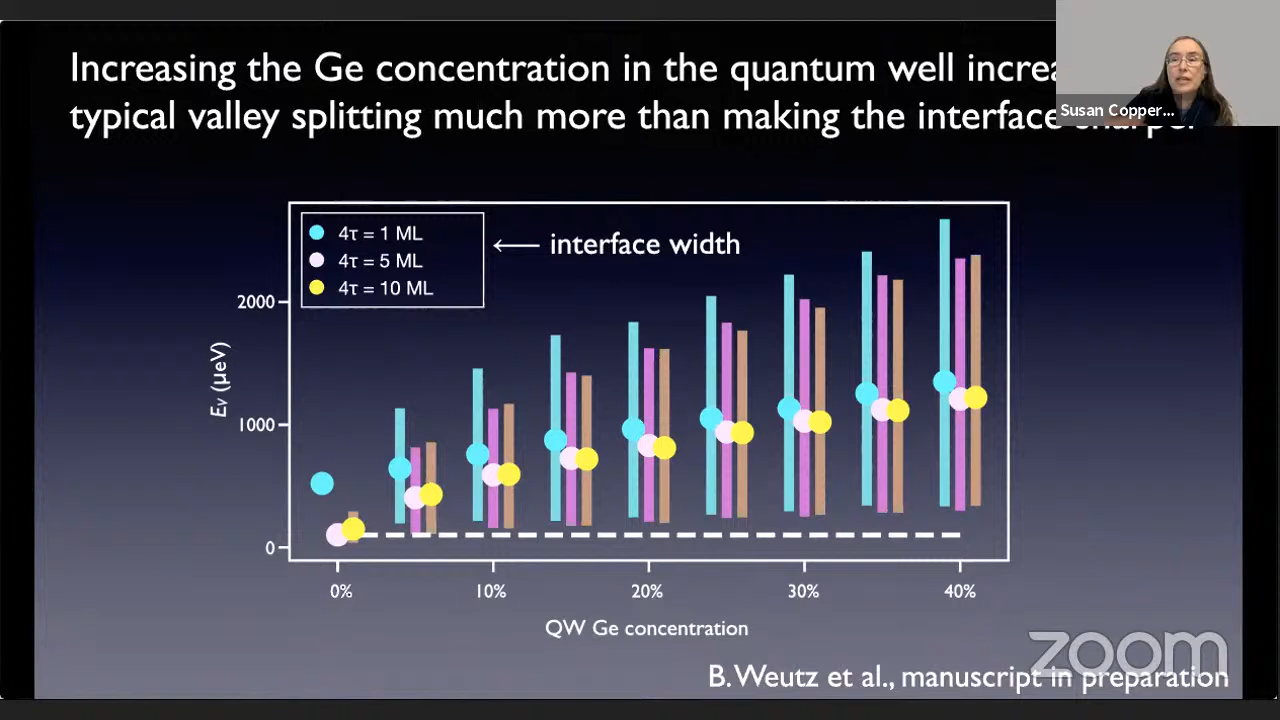 Increasing the Ge concentration in the quantum well increa
typical valley splitting much more than making the interface
Susan Copper...
4τ = 1 ML
4τ = 5 ML
4τ = 10 ML
← interface width
2000
1000
0
Ev (μeV)
0%
10%
20%
30%
40%
QW Ge concentration
zoom
B. Weutz et al., manuscript in preparation